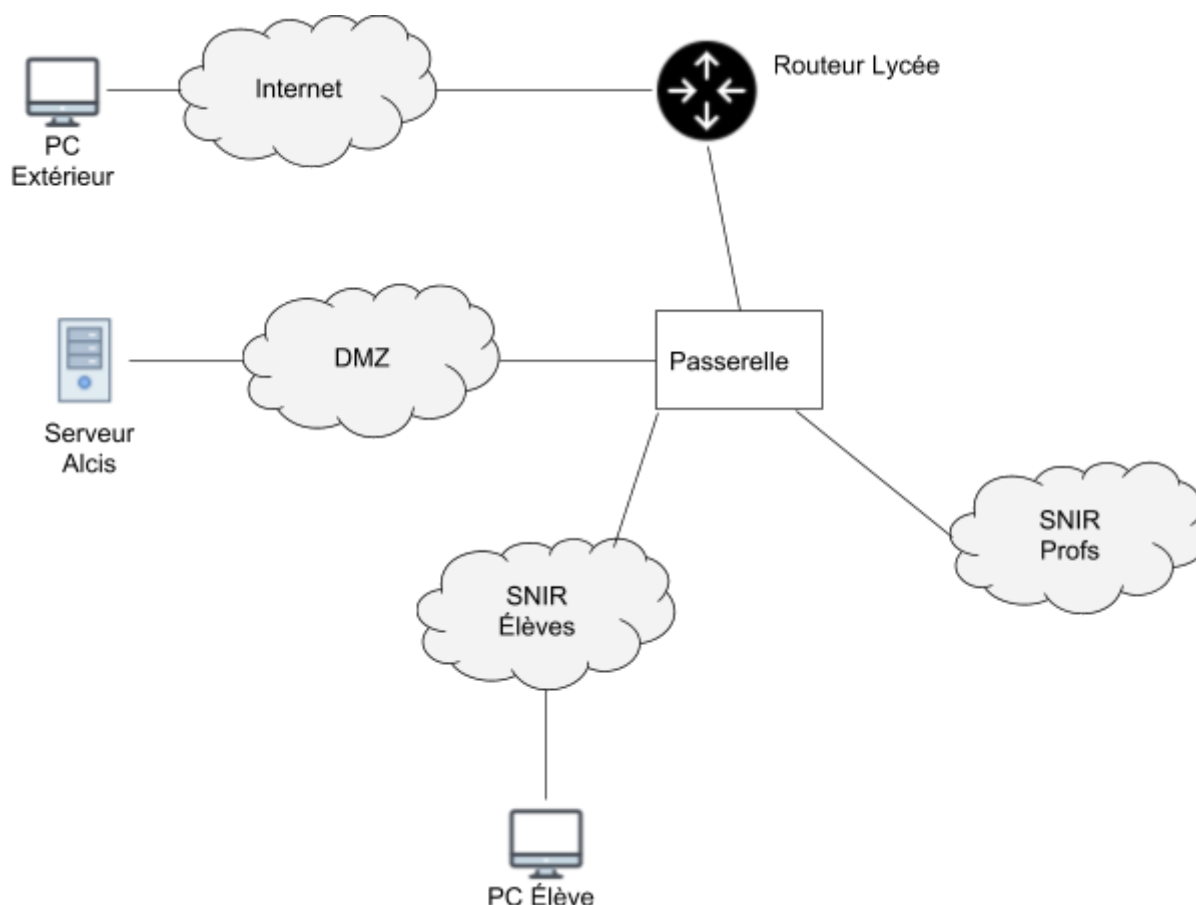 Internet
Routeur Lycée
PC
Extérieur
DMZ
Passerelle
Serveur
Alcis
SNIR
Profs
SNIR
Élèves
PC Élève